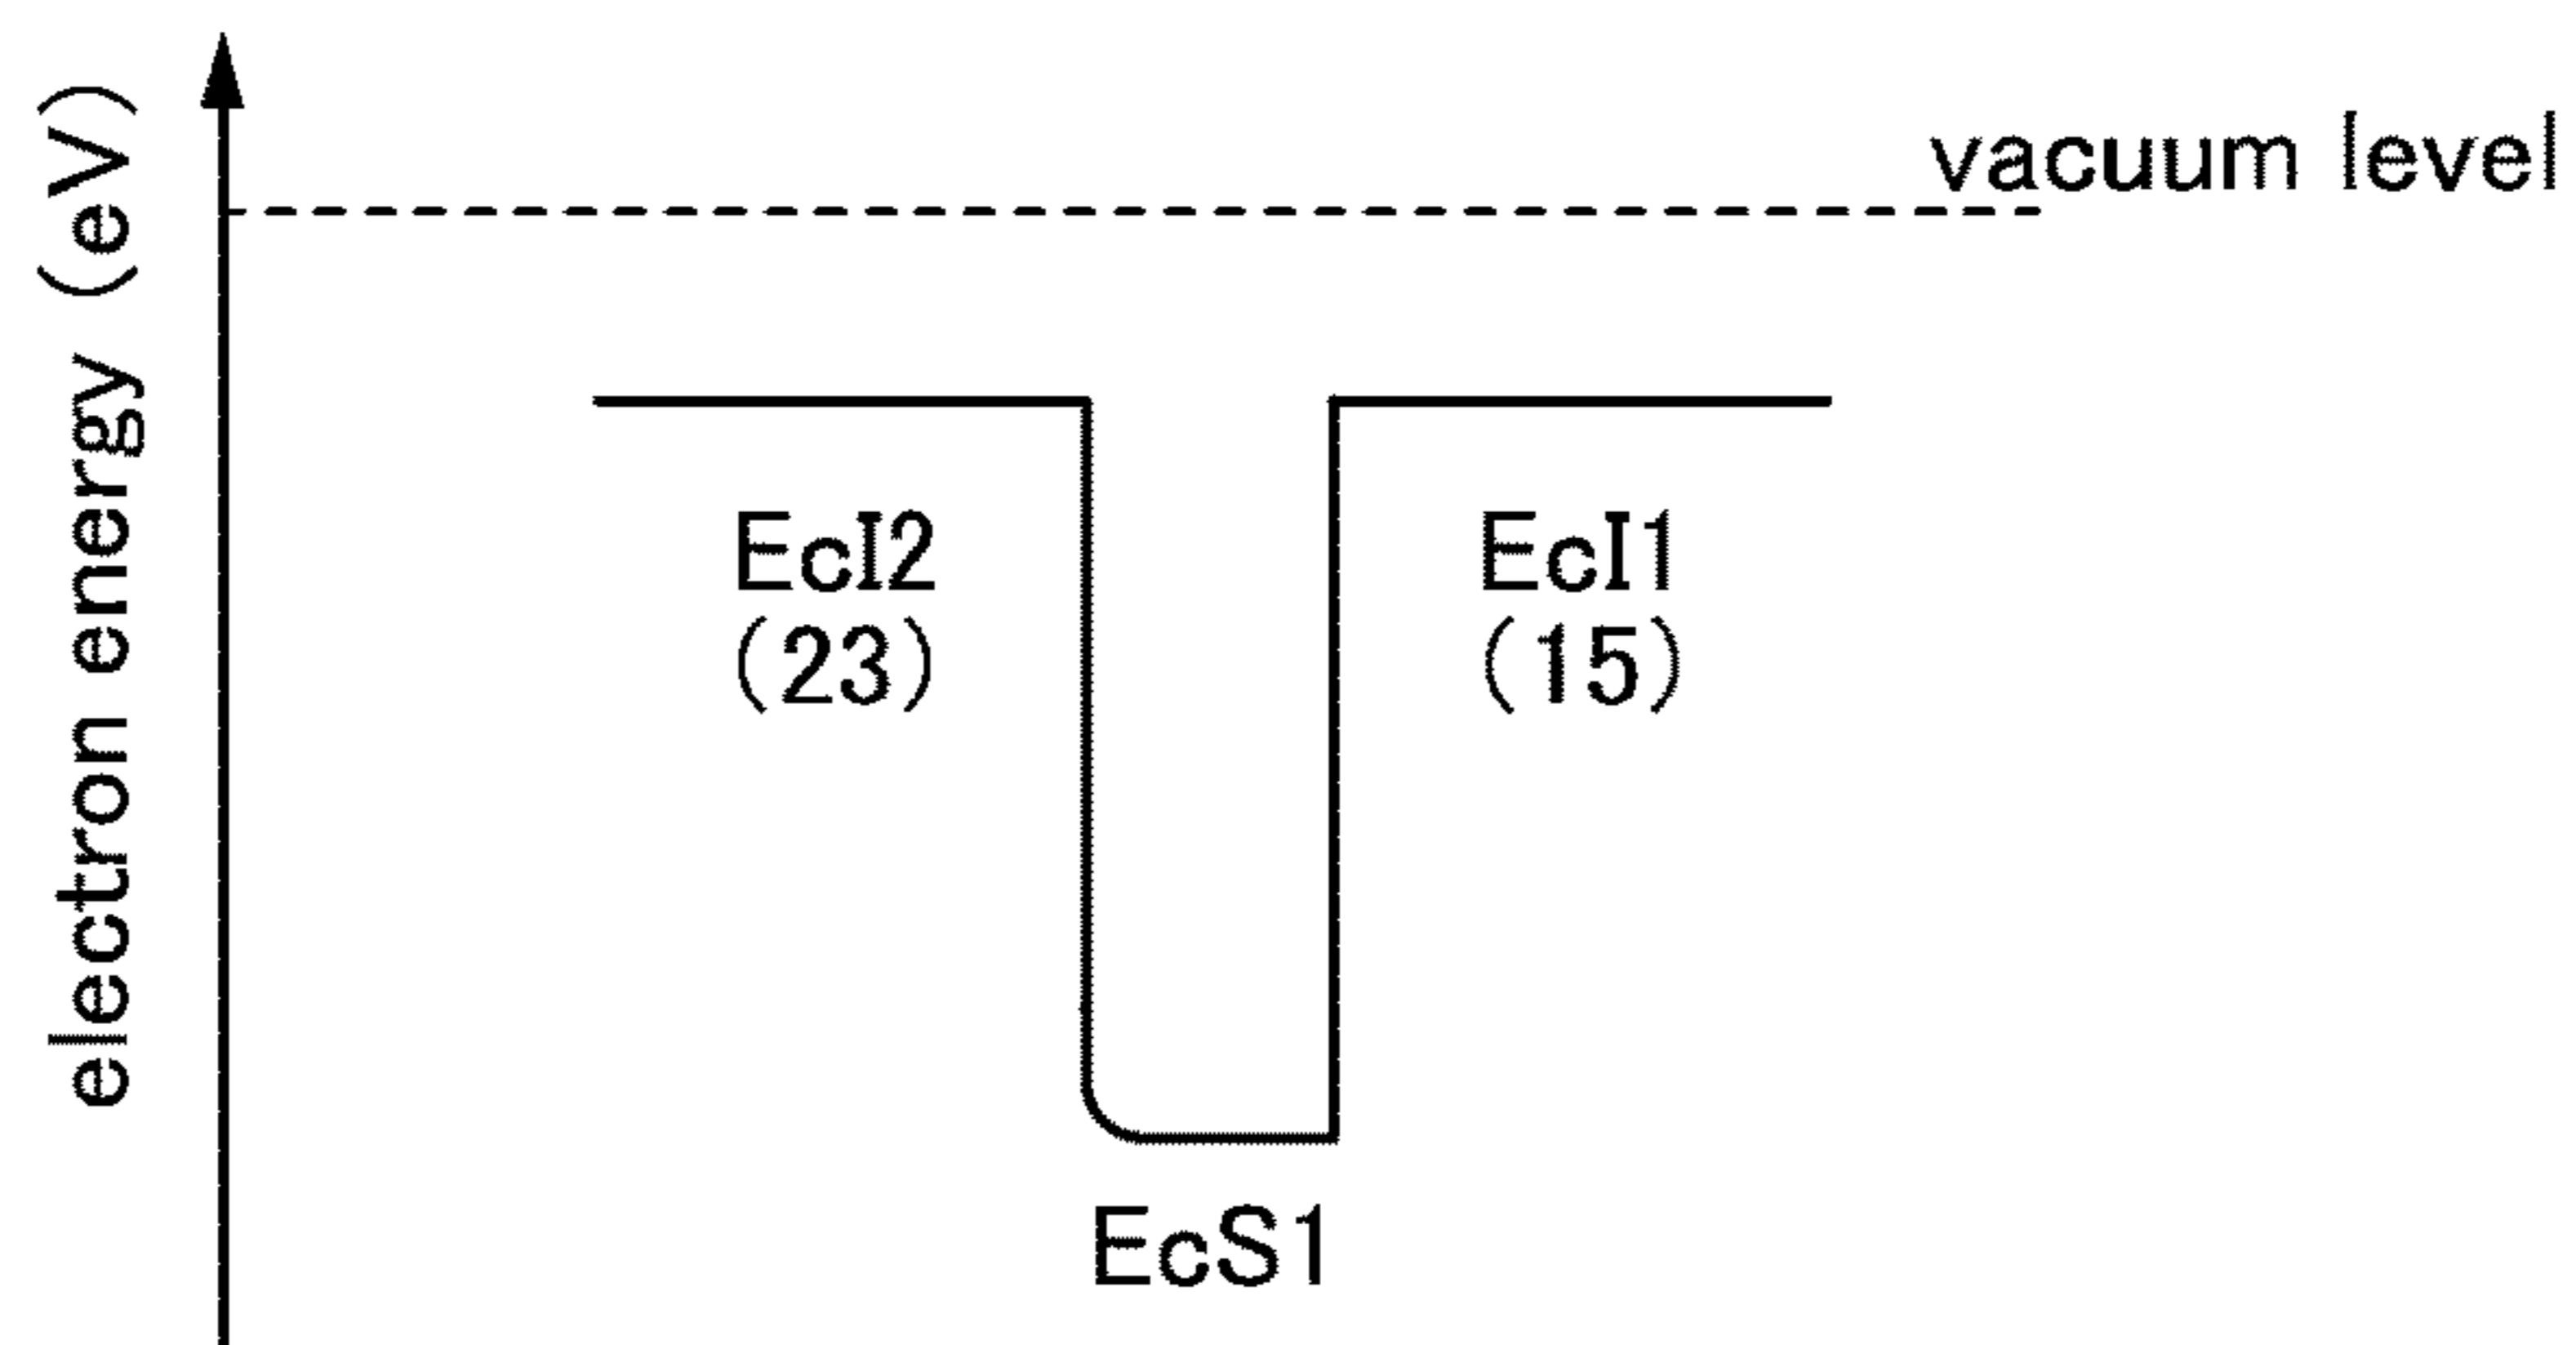 electron energy (eV)
vacuum level
EcI2
(23)
EcI1
(15)
EcS1